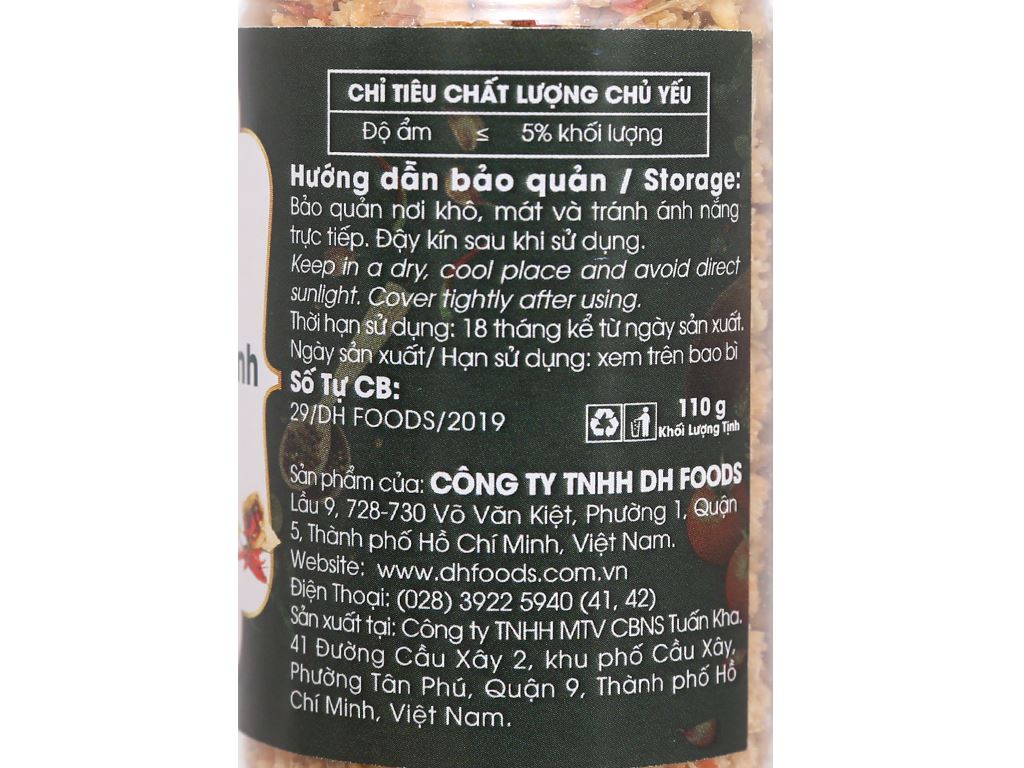 CHỈ TIÊU CHẤT LƯỢNG CHỦ YẾU
Độ ẩm ≤ 5% khối lượng
Hướng dẫn bảo quản / Storage:
Bảo quản nơi khô, mát và tránh ánh nắng
trực tiếp. Đậy kín sau khi sử dụng.
Keep in a dry, cool place and avoid direct
sunlight. Cover tightly after using.
Thời hạn sử dụng: 18 tháng kể từ ngày sản xuất.
Ngày sản xuất/ Hạn sử dụng: xem trên bao bì
Số Tự CB:
29/DH FOODS/2019
110 g
Khối Lượng Tịnh
Sản phẩm của: CÔNG TY TNHH DH FOODS
Lầu 9, 728-730 Võ Văn Kiệt, Phường 1, Quận
5, Thành phố Hồ Chí Minh, Việt Nam.
Website: www.dhfoods.com.vn
Điện Thoại: (028) 3922 5940 (41, 42)
Sản xuất tại: Công ty TNHH MTV CBNS Tuấn Kha.
41 Đường Cầu Xây 2, khu phố Cầu Xây,
Phường Tân Phú, Quận 9, Thành phố Hồ
Chí Minh, Việt Nam.